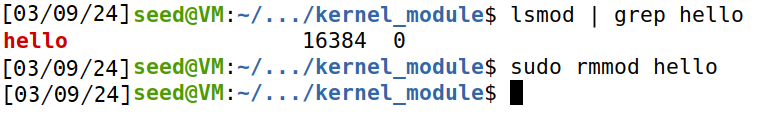 [03/09/24]seed@VM:~/.../kernel_module$ lsmod | grep hello
hello                  16384  0
[03/09/24]seed@VM:~/.../kernel_module$ sudo rmmod hello
[03/09/24]seed@VM:~/.../kernel_module$